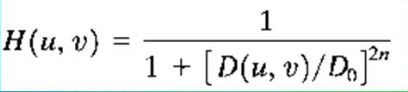 H(u, v) = 1 / (1 + [D(u, v)/D₀]²ⁿ)